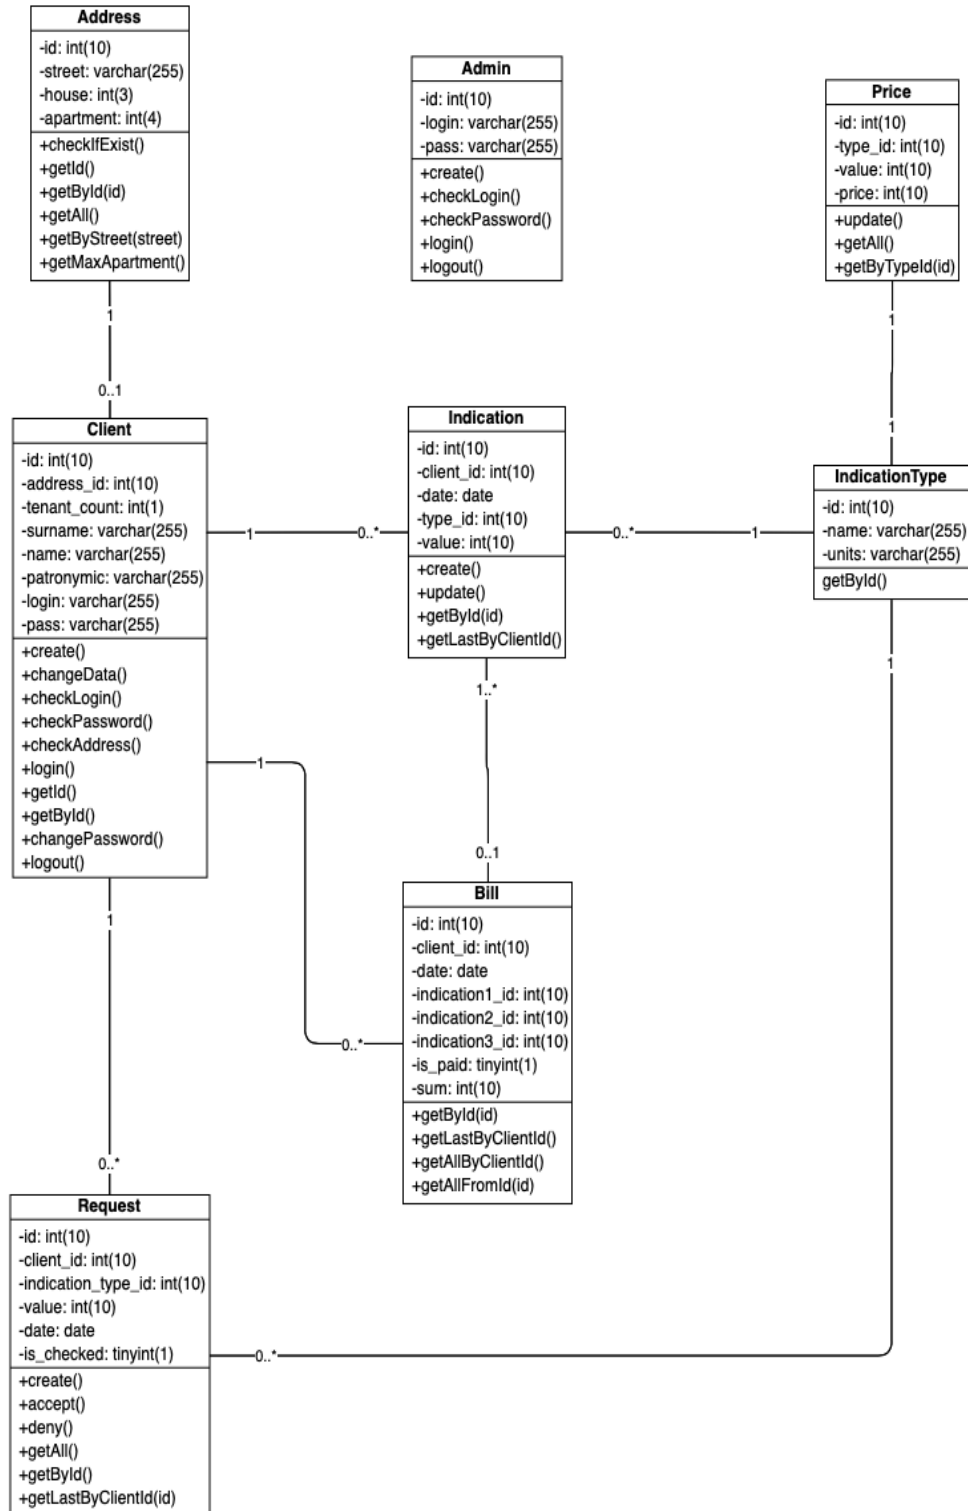 Address
-id: int(10)
-street: varchar(255)
-house: int(3)
-apartment: int(4)
+checkIfExist()
+getId()
+getById(id)
+getAll()
+getByStreet(street)
+getMaxApartment()
Admin
-id: int(10)
-login: varchar(255)
-pass: varchar(255)
+create()
+checkLogin()
+checkPassword()
+login()
+logout()
Price
-id: int(10)
-type_id: int(10)
-value: int(10)
-price: int(10)
+update()
+getAll()
+getByTypeId(id)
1
0..1
1
1
Client
-id: int(10)
-address_id: int(10)
-tenant_count: int(1)
-surname: varchar(255)
-name: varchar(255)
-patronymic: varchar(255)
-login: varchar(255)
-pass: varchar(255)
+create()
+changeData()
+checkLogin()
+checkPassword()
+checkAddress()
+login()
+getId()
+getById()
+changePassword()
+logout()
1
0..*
Indication
-id: int(10)
-client_id: int(10)
-date: date
-type_id: int(10)
-value: int(10)
+create()
+update()
+getById(id)
+getLastByClientId()
0..*
1
IndicationType
-id: int(10)
-name: varchar(255)
-units: varchar(255)
getById()
1
1..*
0..1
1
0..*
Bill
-id: int(10)
-client_id: int(10)
-date: date
-indication1_id: int(10)
-indication2_id: int(10)
-indication3_id: int(10)
-is_paid: tinyint(1)
-sum: int(10)
+getById(id)
+getLastByClientId()
+getAllByClientId()
+getAllFromId(id)
1
0..*
Request
-id: int(10)
-client_id: int(10)
-indication_type_id: int(10)
-value: int(10)
-date: date
-is_checked: tinyint(1)
+create()
+accept()
+deny()
+getAll()
+getById()
+getLastByClientId(id)
0..*